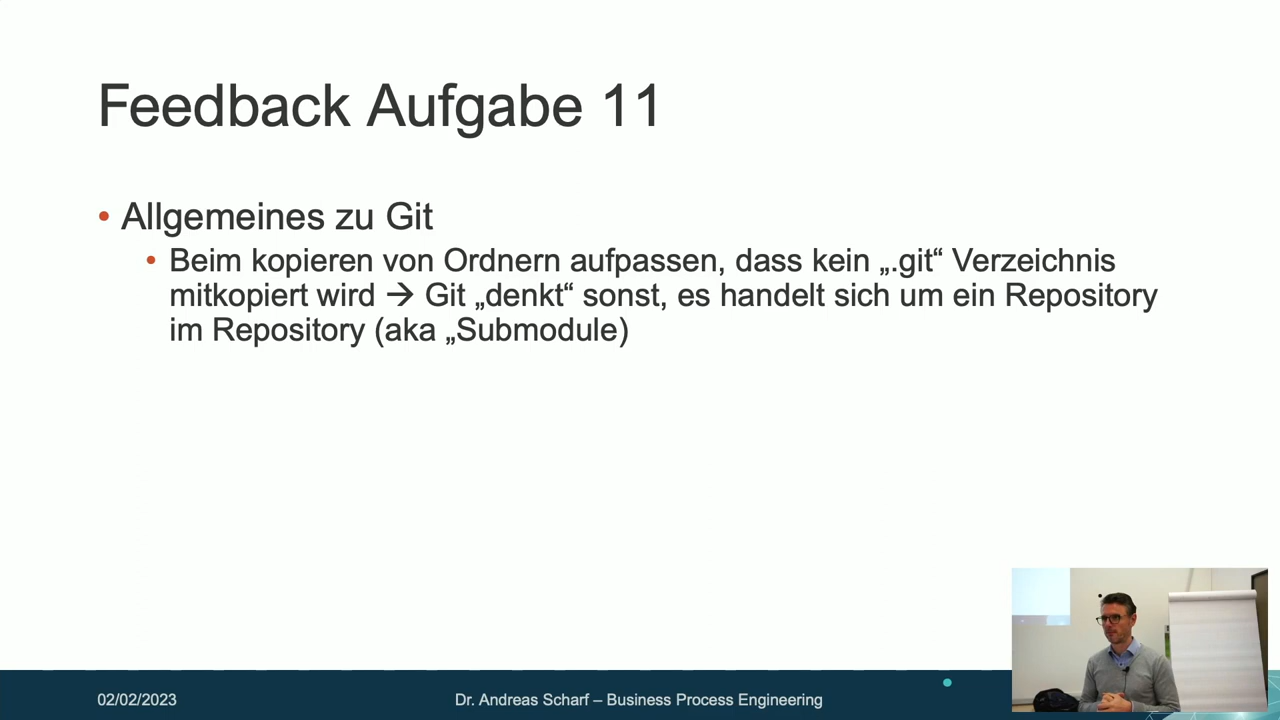 Feedback Aufgabe 11
• Allgemeines zu Git
• Beim kopieren von Ordnern aufpassen, dass kein „.git“ Verzeichnis
mitkopiert wird → Git „denkt“ sonst, es handelt sich um ein Repository
im Repository (aka „Submodule)
02/02/2023
Dr. Andreas Scharf – Business Process Engineering